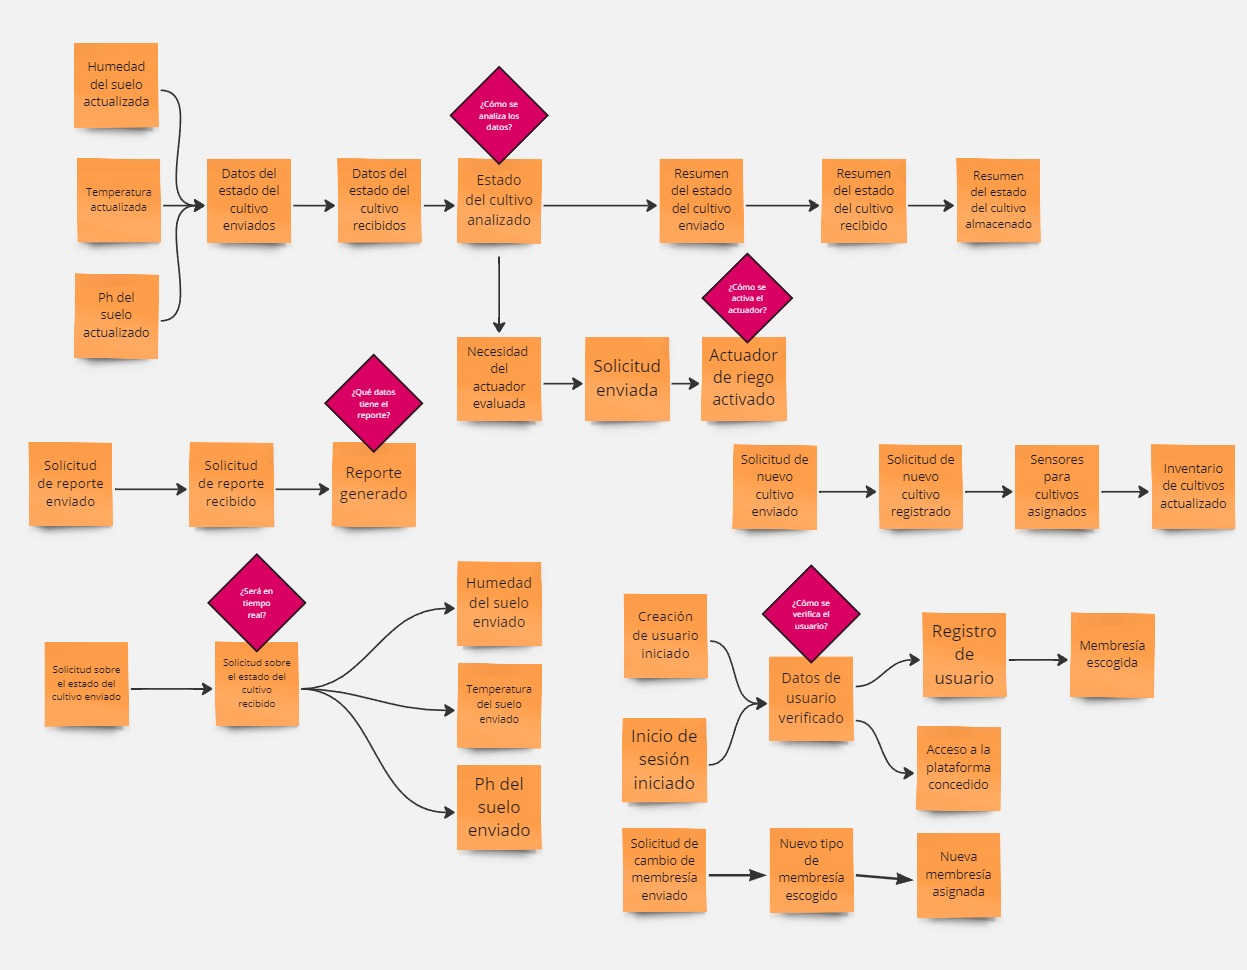 Humedad
del suelo
actualizada
¿Cómo se
analiza los
datos?
Temperatura
actualizada
Datos del
estado del
cultivo
enviados
Datos del
estado del
cultivo
recibidos
Estado
del cultivo
analizado
Resumen
del estado
del cultivo
enviado
Resumen
del estado
del cultivo
recibido
Resumen
del estado
del cultivo
almacenado
Ph del
suelo
actualizado
¿Cómo se
activa el
actuador?
Necesidad
del
actuador
evaluada
Solicitud
enviada
Actuador
de riego
activado
¿Qué datos
tiene el
reporte?
Solicitud
de reporte
enviado
Solicitud
de reporte
recibido
Reporte
generado
Solicitud de
nuevo
cultivo
enviado
Solicitud de
nuevo
cultivo
registrado
Sensores
para
cultivos
asignados
Inventario
de cultivos
actualizado
¿Será en
tiempo
real?
Solicitud sobre
el estado del
cultivo enviado
Solicitud sobre
el estado del
cultivo
recibido
Humedad
del suelo
enviado
Temperatura
del suelo
enviado
Ph del
suelo
enviado
Creación
de usuario
iniciado
¿Cómo se
verifica el
usuario?
Inicio de
sesión
iniciado
Datos de
usuario
verificado
Registro
de
usuario
Membresía
escogida
Acceso a la
plataforma
concedido
Solicitud de
cambio de
membresía
enviado
Nuevo tipo
de
membresía
escogido
Nueva
membresía
asignada